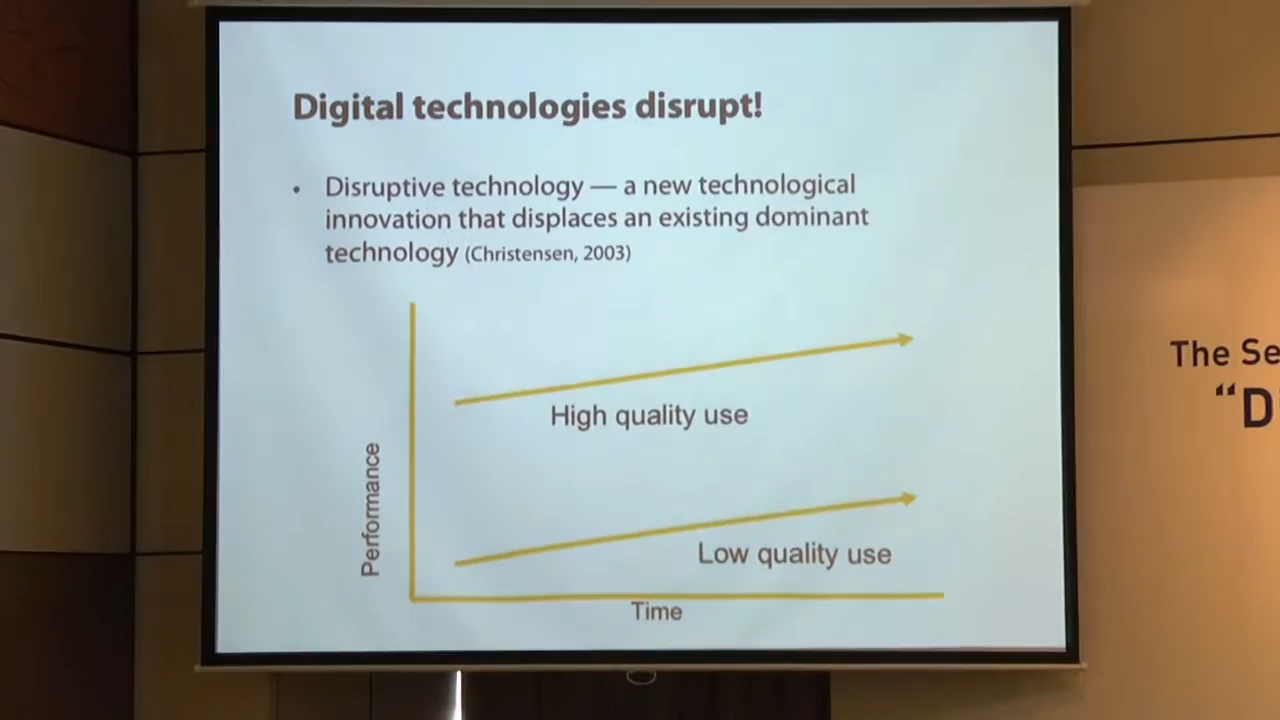 Digital technologies disrupt!
• Disruptive technology — a new technological
innovation that displaces an existing dominant
technology (Christensen, 2003)
High quality use
Performance
Low quality use
Time
The Se
“D